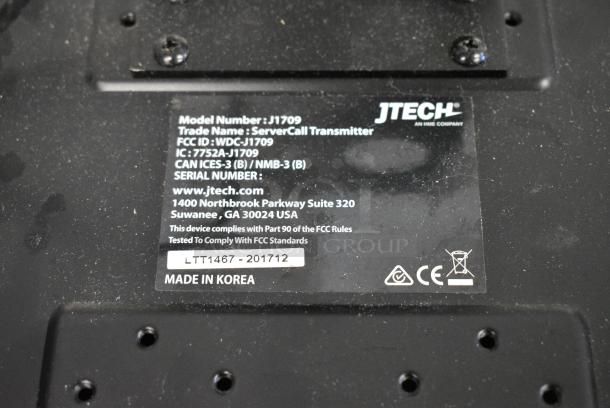 JTECH®
AN HME COMPANY
Model Number : J1709
Trade Name : ServerCall Transmitter
FCC ID : WDC-J1709
IC : 7752A-J1709
CAN ICES-3 (B) / NMB-3 (B)
SERIAL NUMBER :
www.jtech.com
1400 Northbrook Parkway Suite 320
Suwanee , GA 30024 USA
This device complies with Part 90 of the FCC Rules
Tested To Comply With FCC Standards
LTT1467 - 201712
MADE IN KOREA
CE
GROUP